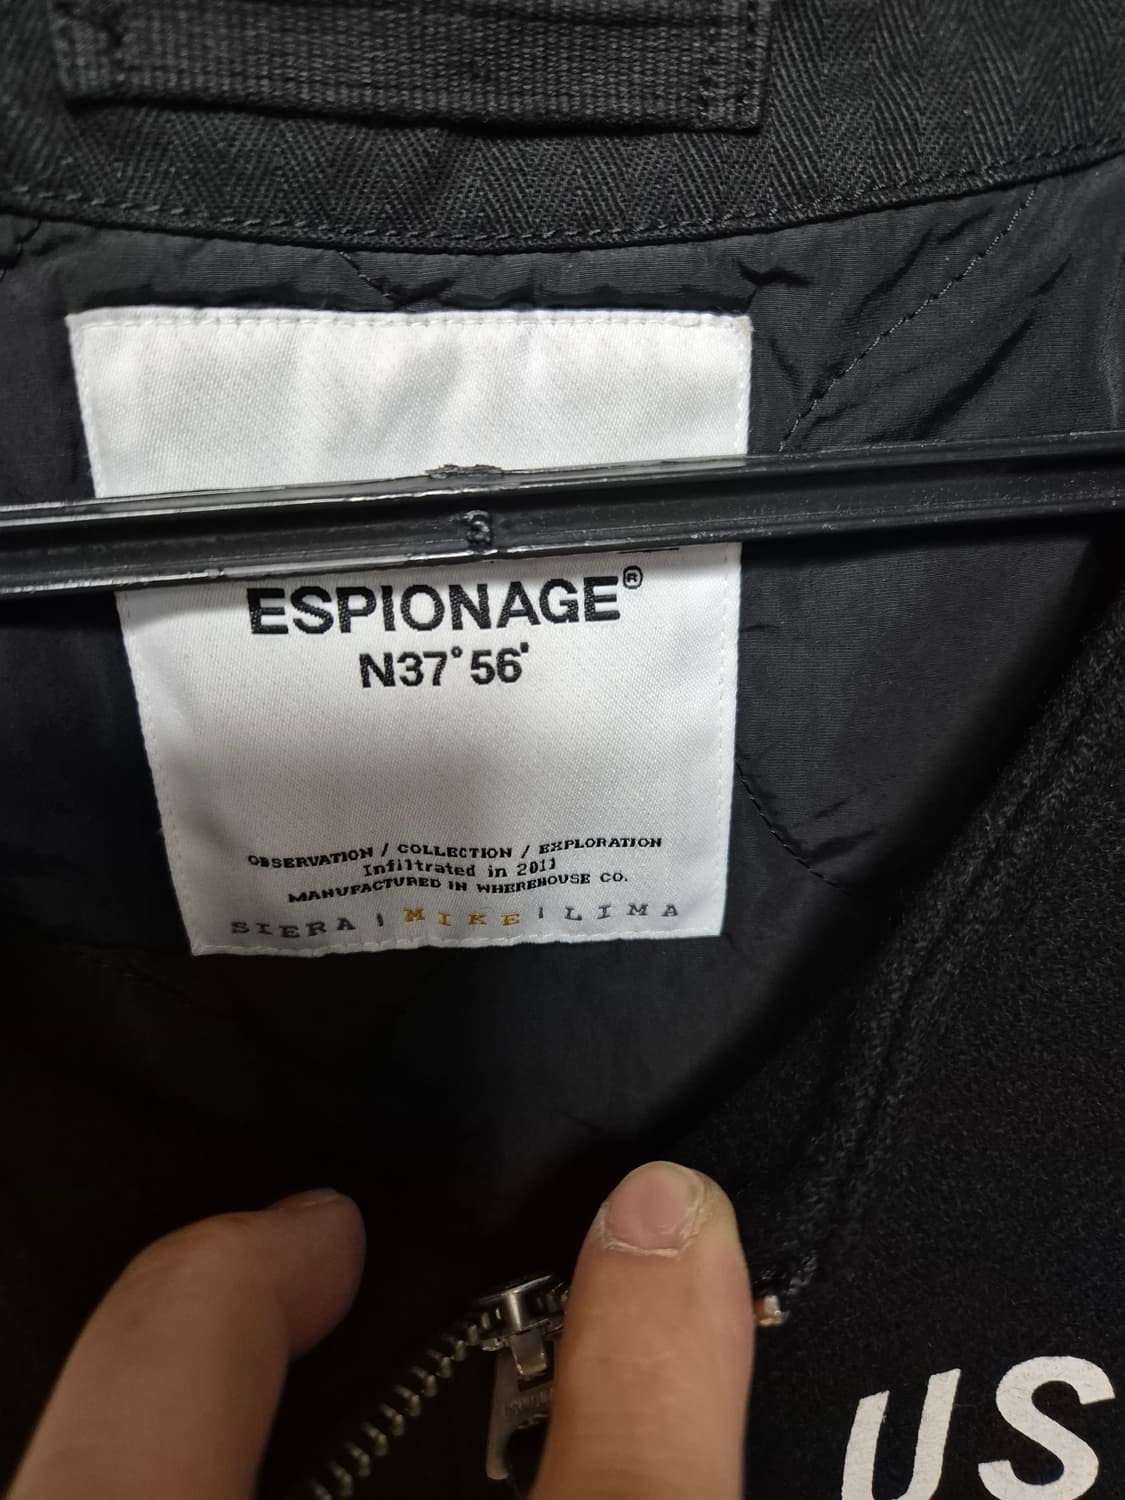 ESPIONAGE®
N37° 56'
OBSERVATION / COLLECTION / EXPLORATION
Infiltrated in 2011
MANUFACTURED IN WHEREHOUSE CO.
SIERA | MIKE | LIMA
US